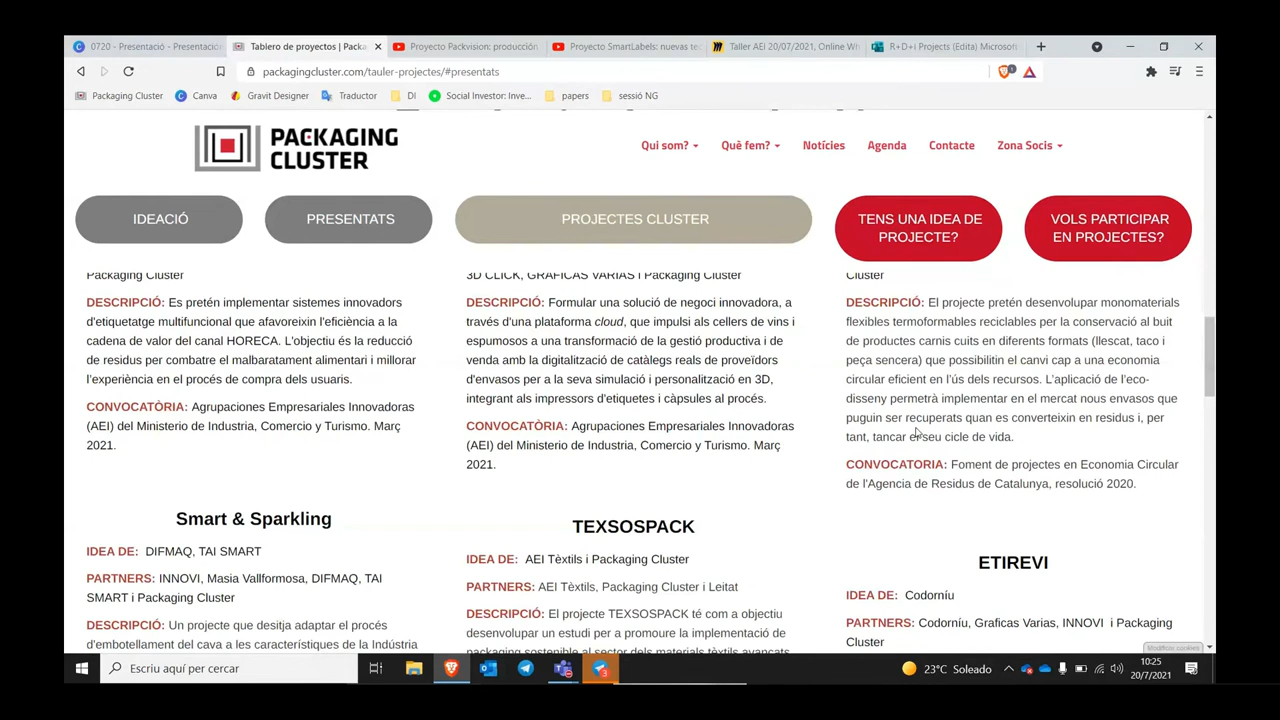 0720 - Presentació - Presentación
Tablero de proyectos | Packa
Proyecto Packvision: producción
Proyecto SmartLabels: nuevas tec
Taller AEI 20/07/2021, Online Wh
R+D+i Projects (Edita) Microsoft
packagingcluster.com/tauler-projectes/#presentats
Packaging Cluster
Canva
Gravit Designer
Traductor
DI
Social Investor: Inve...
papers
sessió NG
PACKAGING
CLUSTER
Qui som?
Què fem?
Notícies
Agenda
Contacte
Zona Socis
IDEACIÓ
PRESENTATS
PROJECTES CLUSTER
TENS UNA IDEA DE
PROJECTE?
VOLS PARTICIPAR
EN PROJECTES?
Packaging Cluster
DESCRIPCIÓ: Es pretén implementar sistemes innovadors
d'etiquetatge multifuncional que afavoreixin l'eficiència a la
cadena de valor del canal HORECA. L'objectiu és la reducció
de residus per combatre el malbaratament alimentari i millorar
l'experiència en el procés de compra dels usuaris.
CONVOCATÒRIA: Agrupaciones Empresariales Innovadoras
(AEI) del Ministerio de Industria, Comercio y Turismo. Març
2021.
Smart & Sparkling
IDEA DE: DIFMAQ, TAI SMART
PARTNERS: INNOVI, Masia Vallformosa, DIFMAQ, TAI
SMART i Packaging Cluster
DESCRIPCIÓ: Un projecte que desitja adaptar el procés
d'embotellament del cava a les característiques de la Indústria
3D CLICK, GRAFICAS VARIAS i Packaging Cluster
DESCRIPCIÓ: Formular una solució de negoci innovadora, a
través d'una plataforma cloud, que impulsi als cellers de vins i
espumosos a una transformació de la gestió productiva i de
venda amb la digitalització de catàlegs reals de proveïdors
d'envasos per a la seva simulació i personalització en 3D,
integrant als impressors d'etiquetes i càpsules al procés.
CONVOCATÒRIA: Agrupaciones Empresariales Innovadoras
(AEI) del Ministerio de Industria, Comercio y Turismo. Març
2021.
TEXSOSPACK
IDEA DE: AEI Tèxtils i Packaging Cluster
PARTNERS: AEI Tèxtils, Packaging Cluster i Leitat
DESCRIPCIÓ: El projecte TEXSOSPACK té com a objectiu
desenvolupar un estudi per a promoure la implementació de
packaging sostenible al sector dels materials tèxtils avançats
Cluster
DESCRIPCIÓ: El projecte pretén desenvolupar monomaterials
flexibles termoformables reciclables per la conservació al buit
de productes carnis cuits en diferents formats (llescat, taco i
peça sencera) que possibilitin el canvi cap a una economia
circular eficient en l'ús dels recursos. L'aplicació de l'eco-
disseny permetrà implementar en el mercat nous envasos que
puguin ser recuperats quan es converteixin en residus i, per
tant, tancar el seu cicle de vida.
CONVOCATORIA: Foment de projectes en Economia Circular
de l'Agencia de Residus de Catalunya, resolució 2020.
ETIREVI
IDEA DE: Codorníu
PARTNERS: Codorníu, Graficas Varias, INNOVI i Packaging
Cluster
Modificar cookies
Escriu aquí per cercar
23°C Soleado
10:25
20/7/2021